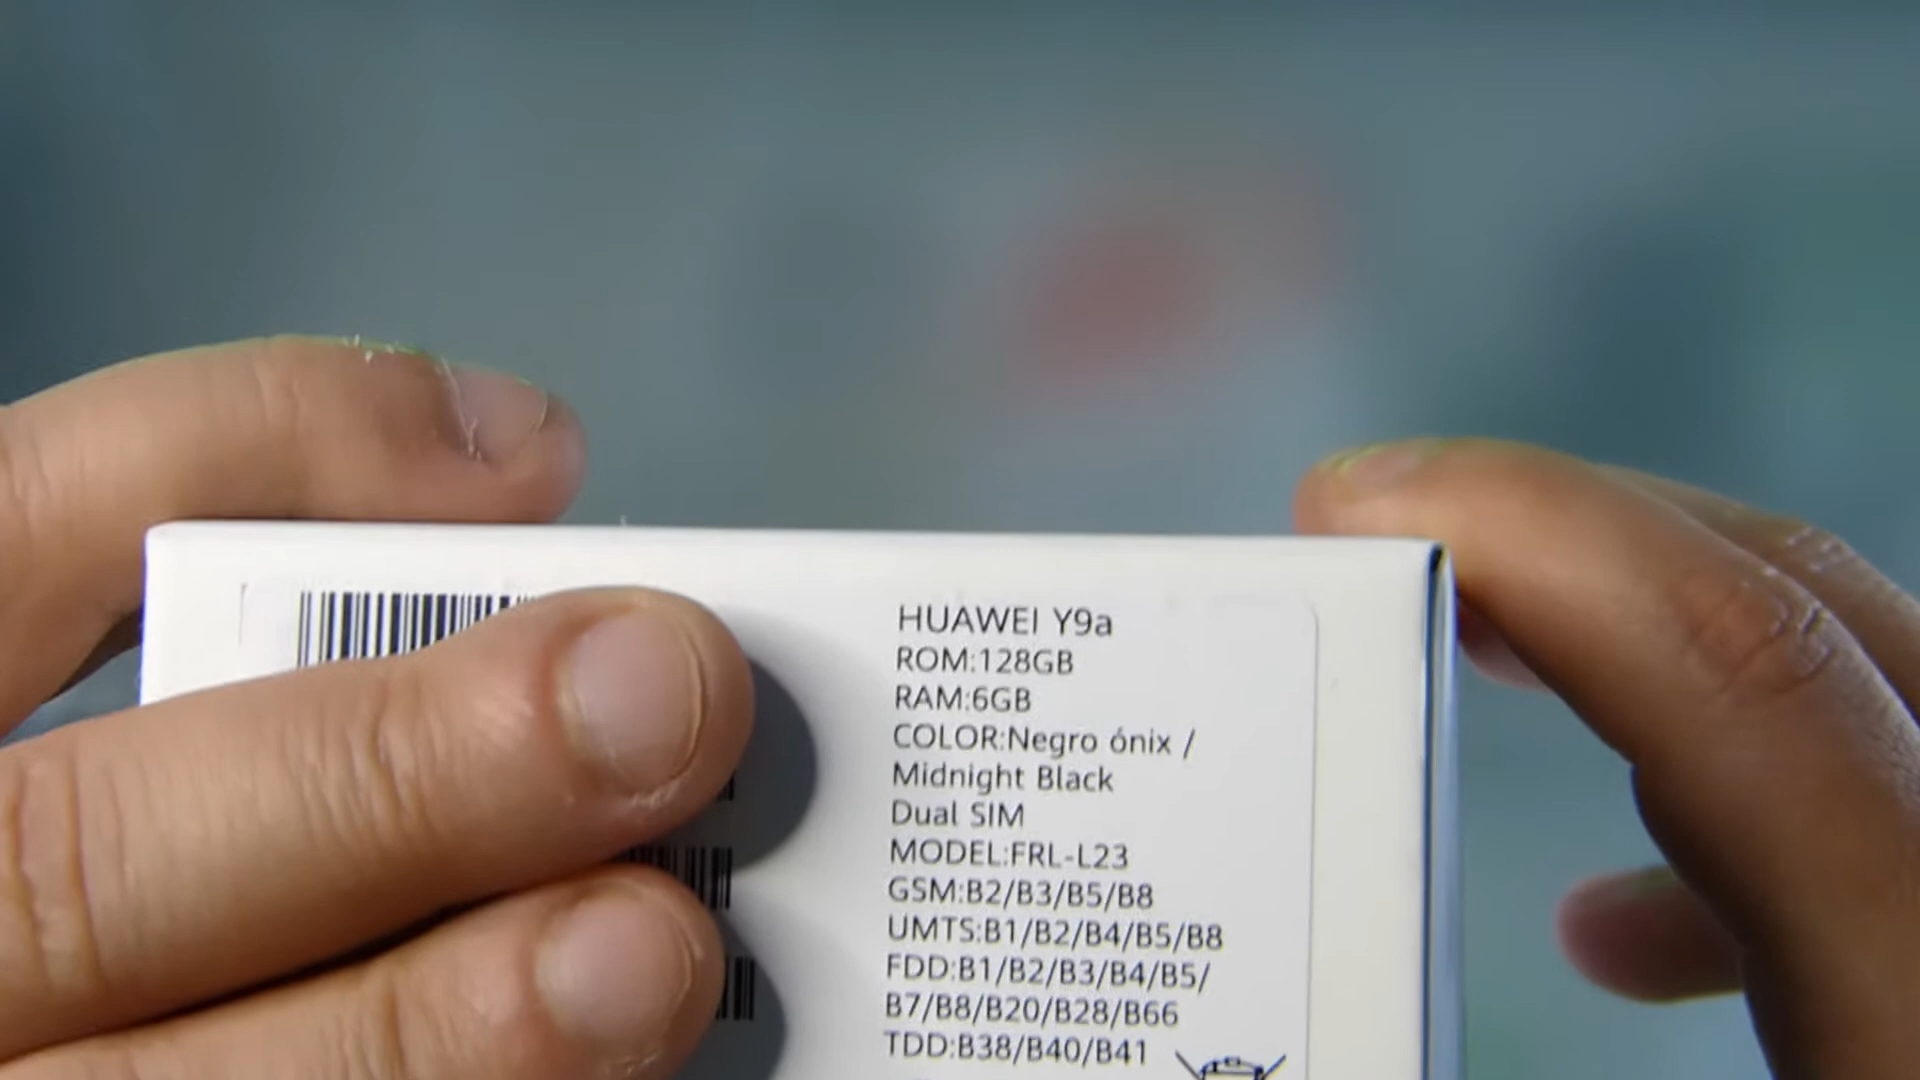 HUAWEI Y9a
ROM:128GB
RAM:6GB
COLOR:Negro ónix /
Midnight Black
Dual SIM
MODEL:FRL-L23
GSM:B2/B3/B5/B8
UMTS:B1/B2/B4/B5/B8
FDD:B1/B2/B3/B4/B5/
B7/B8/B20/B28/B66
TDD:B38/B40/B41